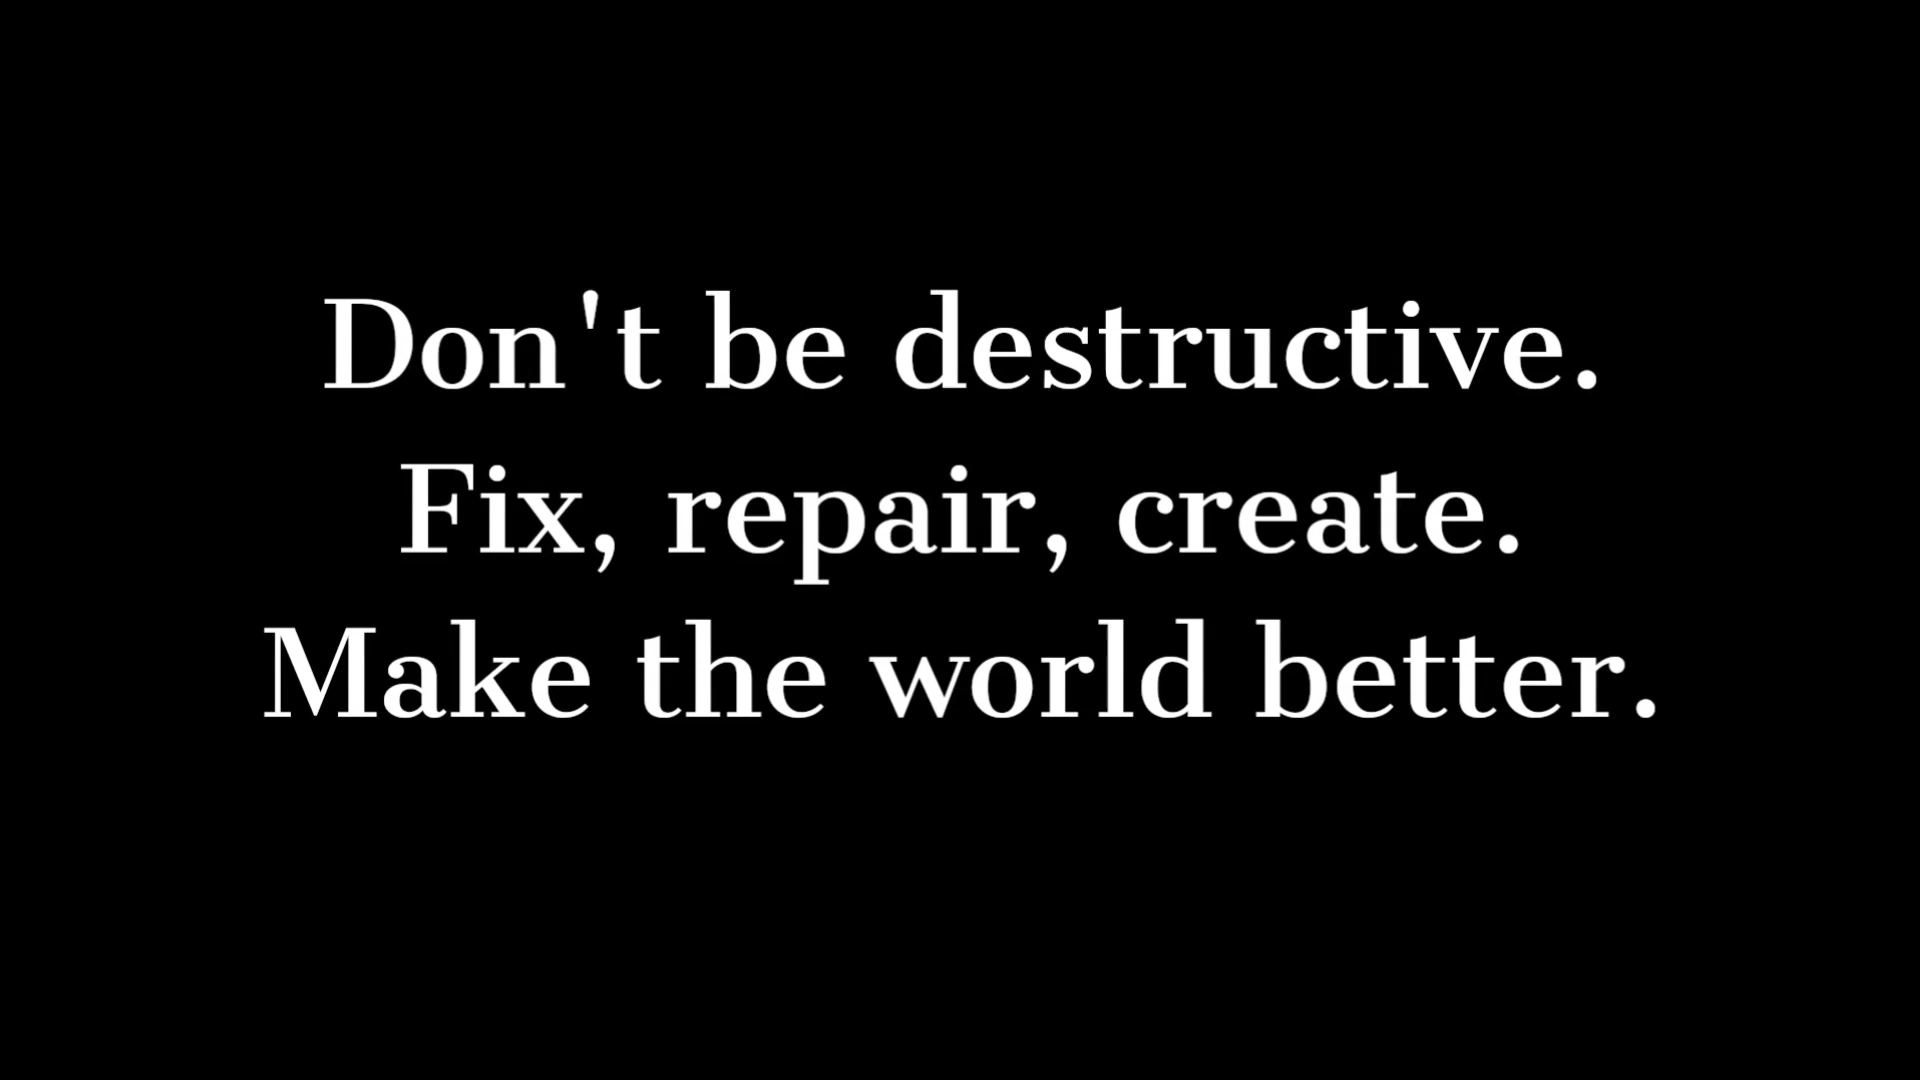 Don't be destructive.
Fix, repair, create.
Make the world better.